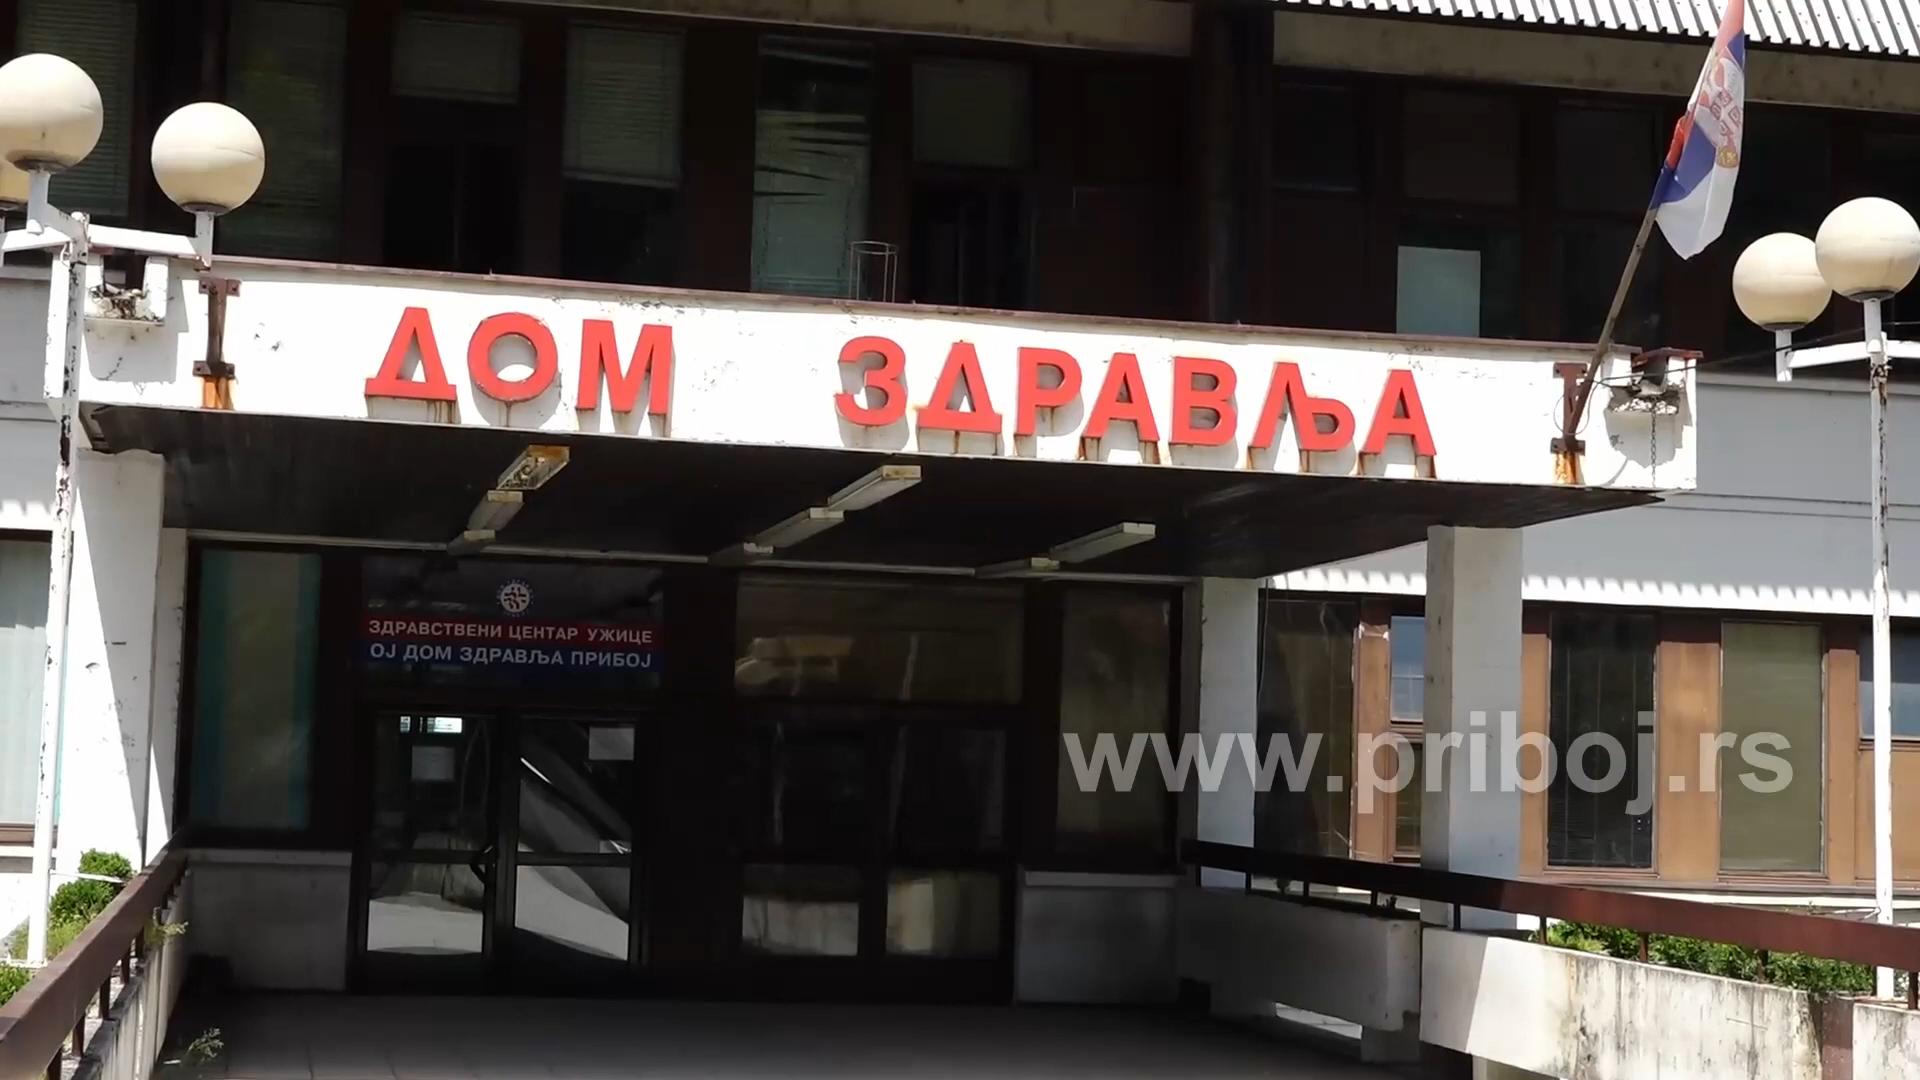 ДОМ ЗДРАВЉА
ЗДРАВСТВЕНИ ЦЕНТАР УЖИЦЕ
ОЈ ДОМ ЗДРАВЉА ПРИБОЈ
www.priboj.rs